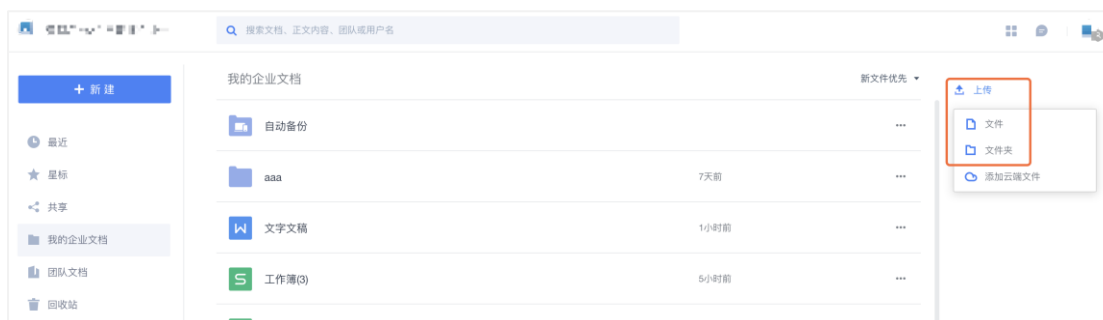 搜索文档、正文内容、团队或用户名
新建
最近
星标
共享
我的企业文档
团队文档
回收站
我的企业文档
新文件优先
自动备份
aaa
7天前
文字文稿
1小时前
工作簿(3)
5小时前
上传
文件
文件夹
添加云端文件